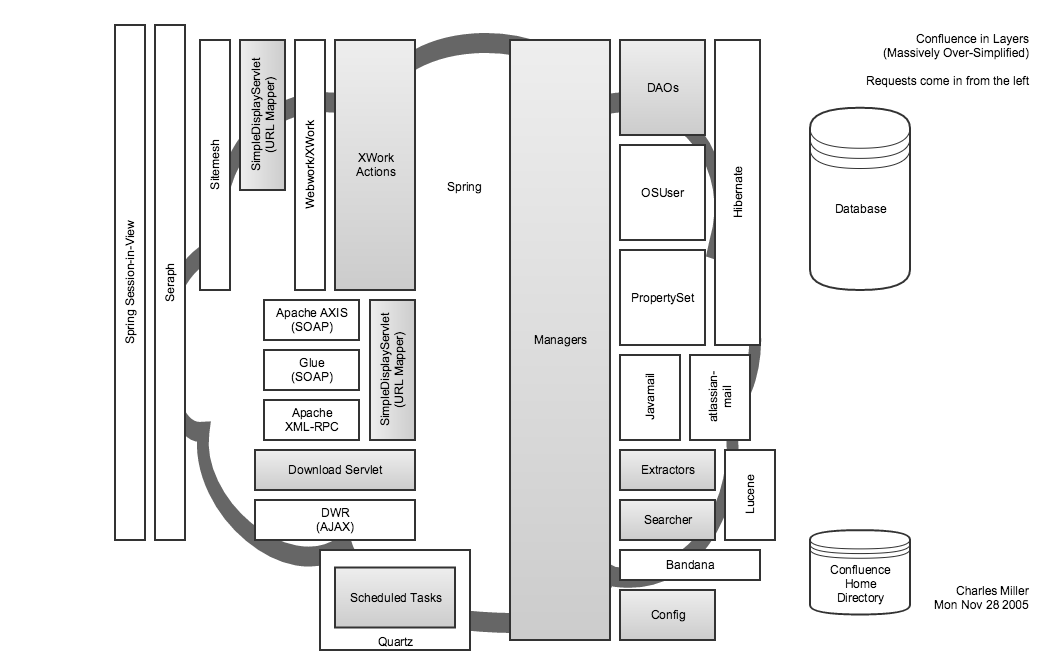 Confluence in Layers
(Massively Over-Simplified)
Requests come in from the left
Spring Session-in-View
Seraph
Sitemesh
SimpleDisplayServlet
(URL Mapper)
Webwork/XWork
XWork
Actions
Spring
Managers
DAOs
OSUser
PropertySet
Hibernate
Database
Apache AXIS
(SOAP)
Glue
(SOAP)
Apache
XML-RPC
SimpleDisplayServlet
(URL Mapper)
Javamail
atlassian-
mail
Download Servlet
Extractors
Lucene
DWR
(AJAX)
Searcher
Bandana
Scheduled Tasks
Quartz
Config
Confluence
Home
Directory
Charles Miller
Mon Nov 28 2005